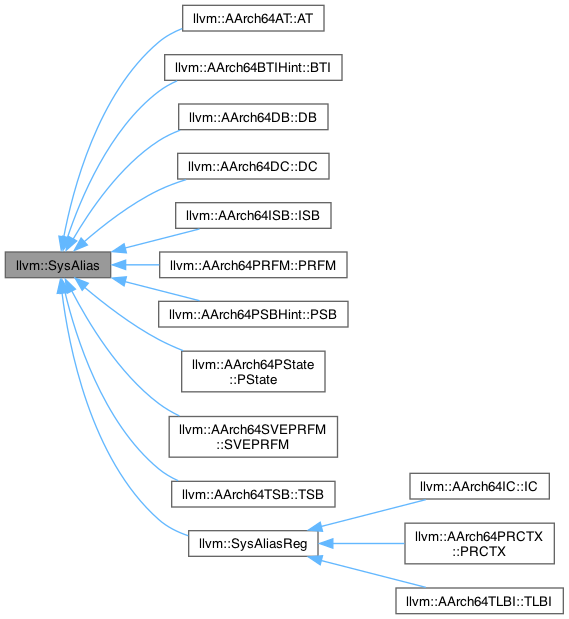 llvm::AArch64AT::AT
llvm::AArch64BTIHint::BTI
llvm::AArch64DB::DB
llvm::AArch64DC::DC
llvm::AArch64ISB::ISB
llvm::SysAlias
llvm::AArch64PRFM::PRFM
llvm::AArch64PSBHint::PSB
llvm::AArch64PState
::PState
llvm::AArch64SVEPRFM
::SVEPRFM
llvm::AArch64TSB::TSB
llvm::SysAliasReg
llvm::AArch64IC::IC
llvm::AArch64PRCTX
::PRCTX
llvm::AArch64TLBI::TLBI